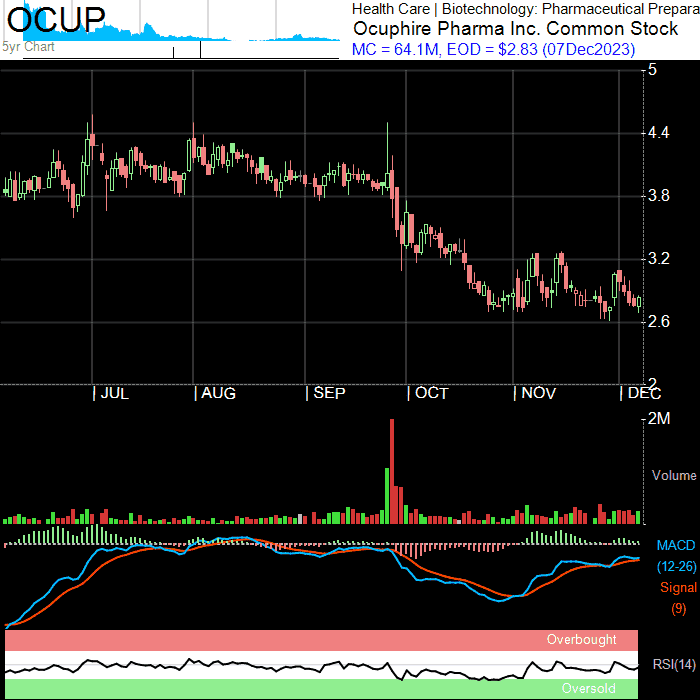 OCUP
5yr Chart
Health Care | Biotechnology: Pharmaceutical Prepara
Ocuphire Pharma Inc. Common Stock
MC = 64.1M, EOD = $2.83 (07Dec2023)
5
4.4
3.8
3.2
2.6
2
| JUL | AUG | SEP | OCT | NOV | DEC
2M
Volume
MACD
(12-26)
Signal
(9)
Overbought
RSI(14)
Oversold